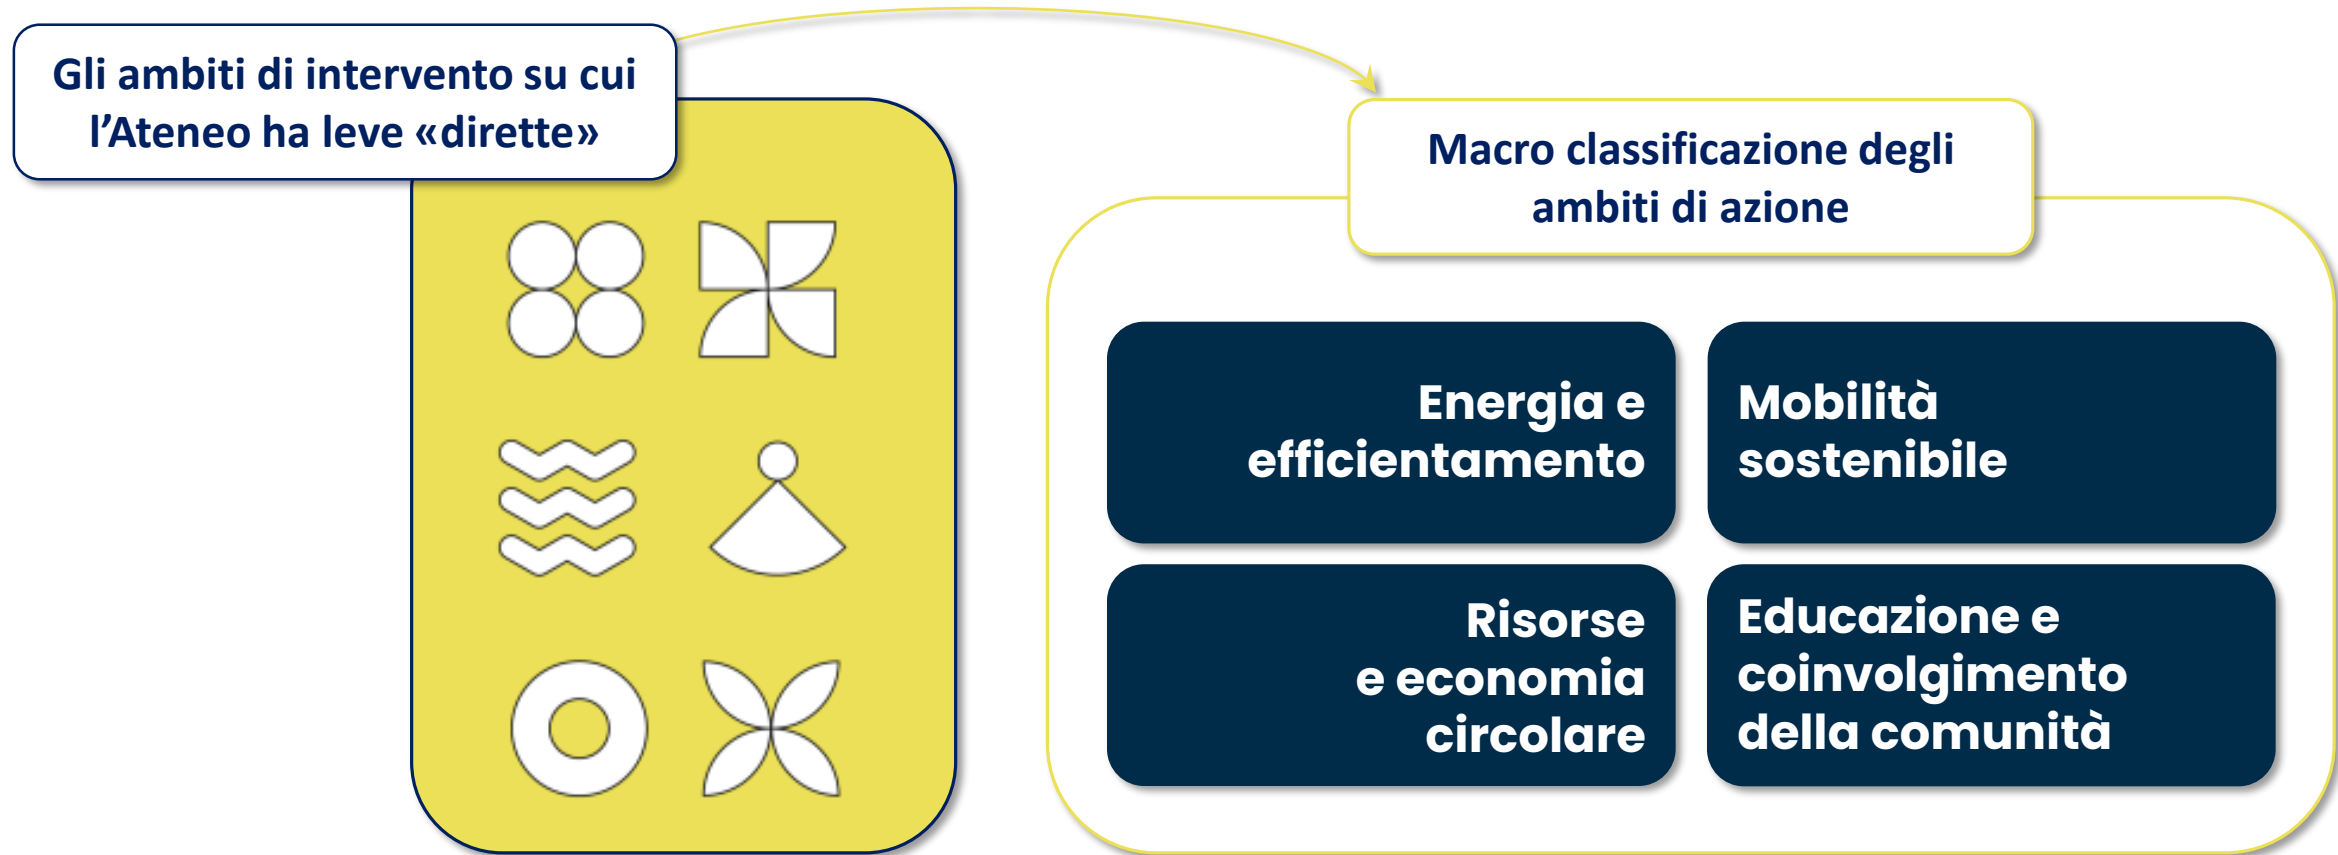 Gli ambiti di intervento su cui
l’Ateneo ha leve «dirette»
Macro classificazione degli
ambiti di azione
Energia e
efficientamento
Mobilità
sostenibile
Risorse
e economia
circolare
Educazione e
coinvolgimento
della comunità